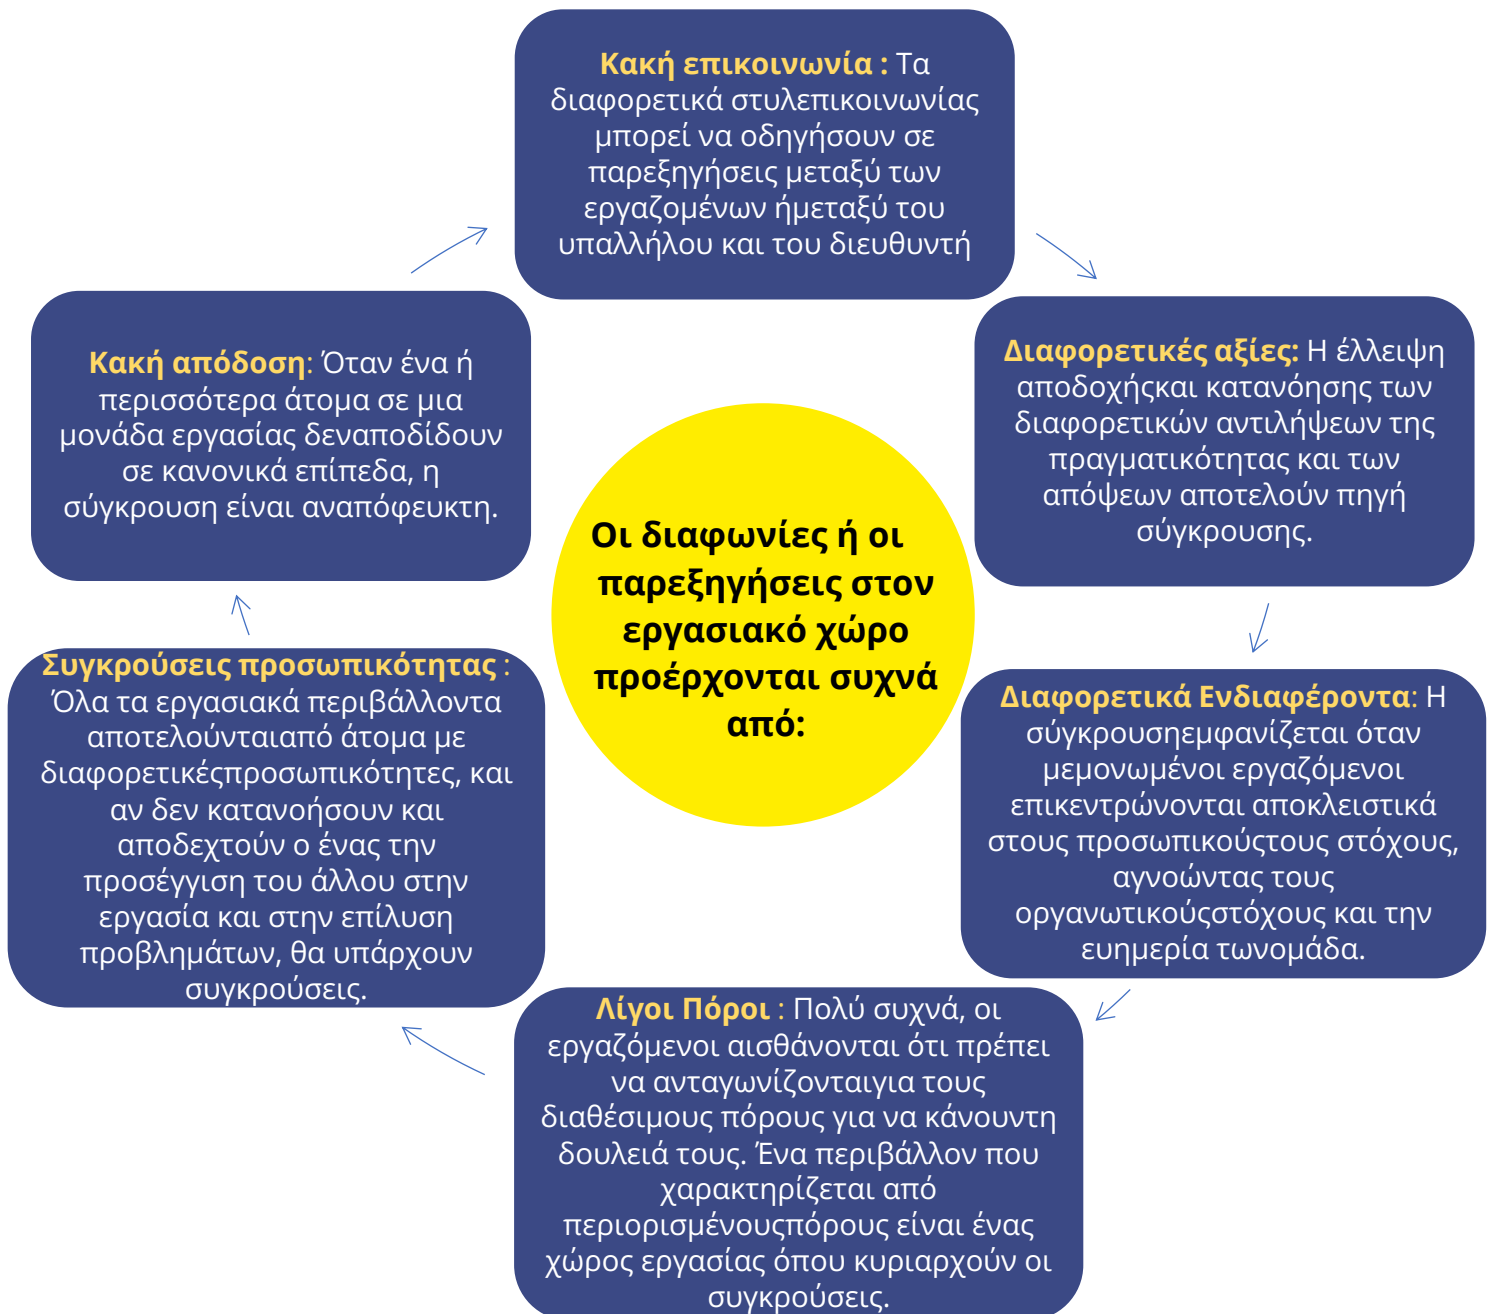 Κακή επικοινωνία : Τα
διαφορετικά στυλεπικοινωνίας
μπορεί να οδηγήσουν σε
παρεξηγήσεις μεταξύ των
εργαζομένων ήμεταξύ του
υπαλλήλου και του διευθυντή
Διαφορετικές αξίες: Η έλλειψη
αποδοχήςκαι κατανόησης των
διαφορετικών αντιλήψεων της
πραγματικότητας και των
απόψεων αποτελούν πηγή
σύγκρουσης.
Διαφορετικά Ενδιαφέροντα: Η
σύγκρουσηεμφανίζεται όταν
μεμονωμένοι εργαζόμενοι
επικεντρώνονται αποκλειστικά
στους προσωπικούςτους στόχους,
αγνοώντας τους
οργανωτικούςστόχους και την
ευημερία τωνομάδα.
Λίγοι Πόροι : Πολύ συχνά, οι
εργαζόμενοι αισθάνονται ότι πρέπει
να ανταγωνίζονταιγια τους
διαθέσιμους πόρους για να κάνουντη
δουλειά τους. Ένα περιβάλλον που
χαρακτηρίζεται από
περιορισμένουςπόρους είναι ένας
χώρος εργασίας όπου κυριαρχούν οι
συγκρούσεις.
Συγκρούσεις προσωπικότητας :
Όλα τα εργασιακά περιβάλλοντα
αποτελούνταιαπό άτομα με
διαφορετικέςπροσωπικότητες, και
αν δεν κατανοήσουν και
αποδεχτούν ο ένας την
προσέγγιση του άλλου στην
εργασία και στην επίλυση
προβλημάτων, θα υπάρχουν
συγκρούσεις.
Κακή απόδοση: Όταν ένα ή
περισσότερα άτομα σε μια
μονάδα εργασίας δεναποδίδουν
σε κανονικά επίπεδα, η
σύγκρουση είναι αναπόφευκτη.
Οι διαφωνίες ή οι
παρεξηγήσεις στον
εργασιακό χώρο
προέρχονται συχνά
από: